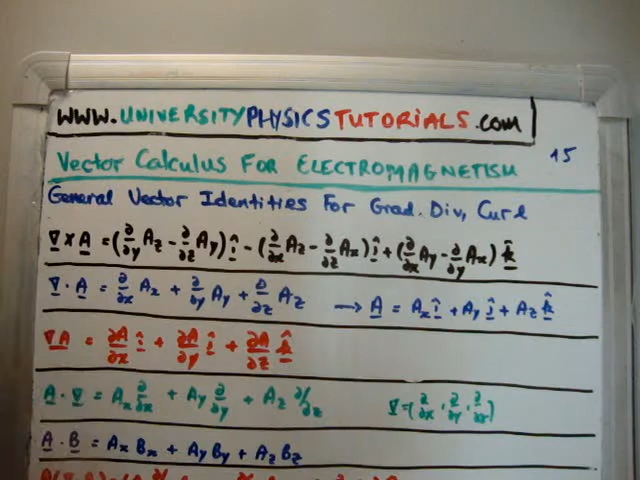 WWW.UNIVERSITYPHYSICSTUTORIALS.COM
Vector Calculus FOR ELECTROMAGNETISM 15
General Vector Identities For Grad, Div, Curl
∇ × A = (∂/∂y Az − ∂/∂z Ay) î − (∂/∂x Az − ∂/∂z Ax) ĵ + (∂/∂x Ay − ∂/∂y Ax) k̂
∇ · A = ∂/∂x Ax + ∂/∂y Ay + ∂/∂z Az → A = Ax î + Ay ĵ + Az k̂
∇A = ∂A/∂x î + ∂A/∂y ĵ + ∂A/∂z k̂
A · ∇ = Ax ∂/∂x + Ay ∂/∂y + Az ∂/∂z ∇ = (∂/∂x, ∂/∂y, ∂/∂z)
A · B = Ax Bx + Ay By + Az Bz